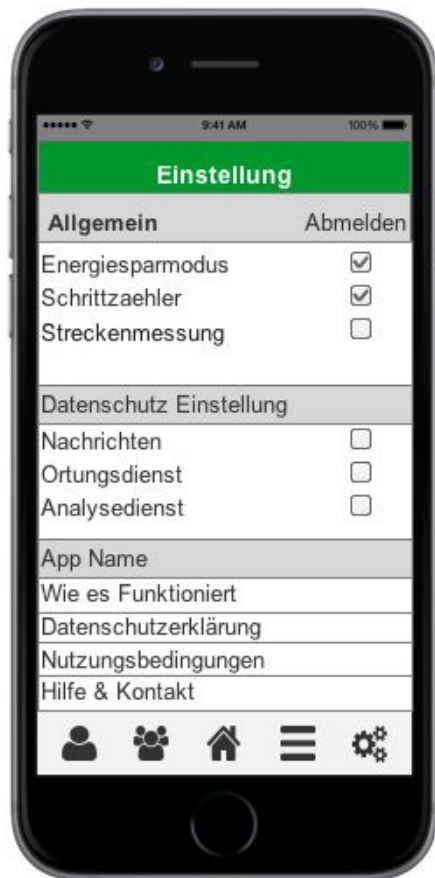 9:41 AM 100%
Einstellung
Allgemein Abmelden
Energiesparmodus
Schrittzaehler
Streckenmessung
Datenschutz Einstellung
Nachrichten
Ortungsdienst
Analysedienst
App Name
Wie es Funktioniert
Datenschutzerklärung
Nutzungsbedingungen
Hilfe & Kontakt